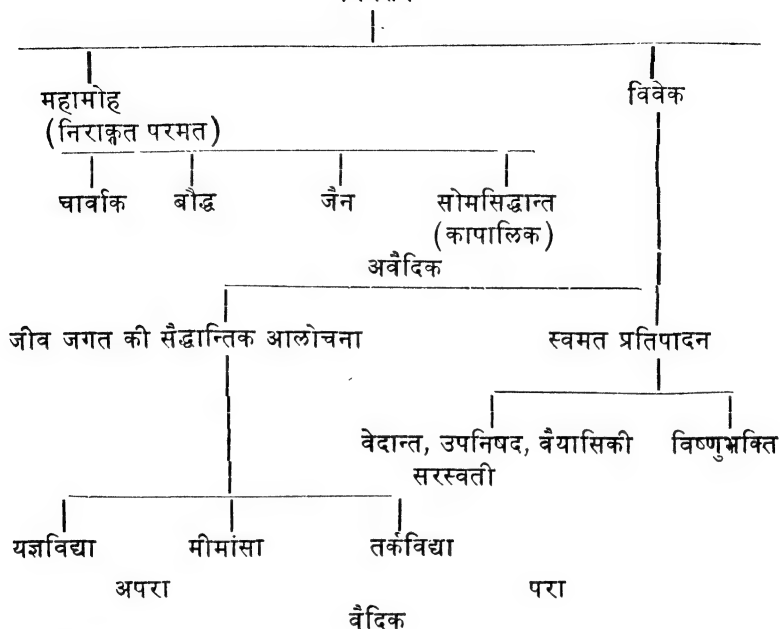 महामोह विवेक
(निराकृत परमत)
चार्वाक बौद्ध जैन सोमसिद्धान्त
(कापालिक)
अवैदिक
जीव जगत की सैद्धान्तिक आलोचना स्वमत प्रतिपादन
वेदान्त, उपनिषद, वैयासिकी विष्णुभक्ति
सरस्वती
यज्ञविद्या मीमांसा तर्कविद्या
अपरा परा
वैदिक